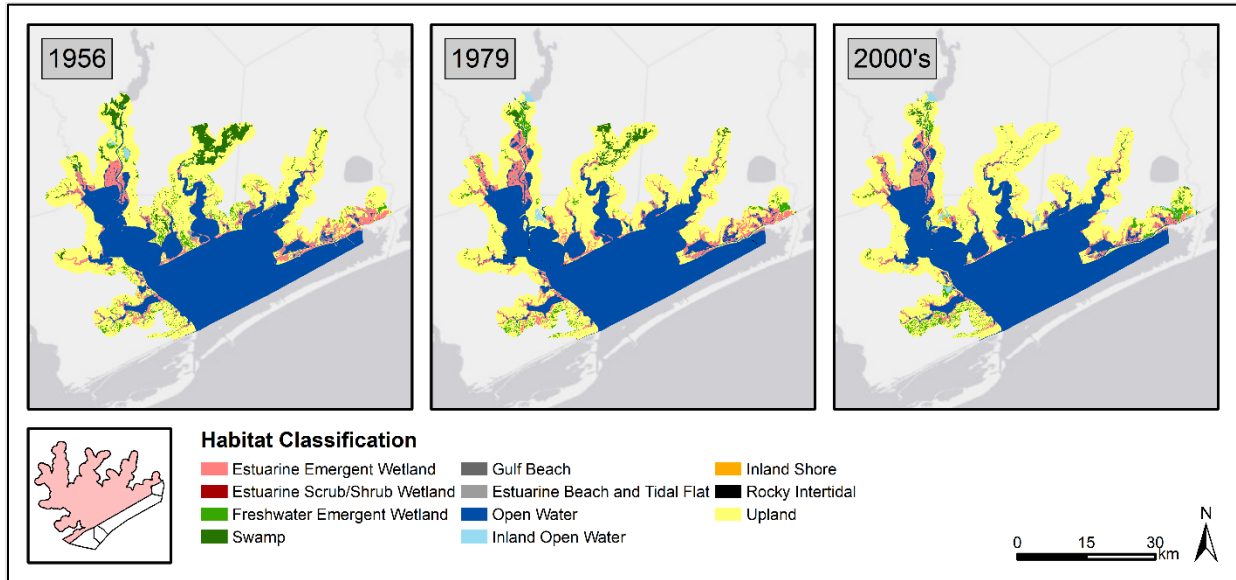 1956
1979
2000's
Habitat Classification
Estuarine Emergent Wetland
Estuarine Scrub/Shrub Wetland
Freshwater Emergent Wetland
Swamp
Gulf Beach
Estuarine Beach and Tidal Flat
Open Water
Inland Open Water
Inland Shore
Rocky Intertidal
Upland
N
0 15 30
km